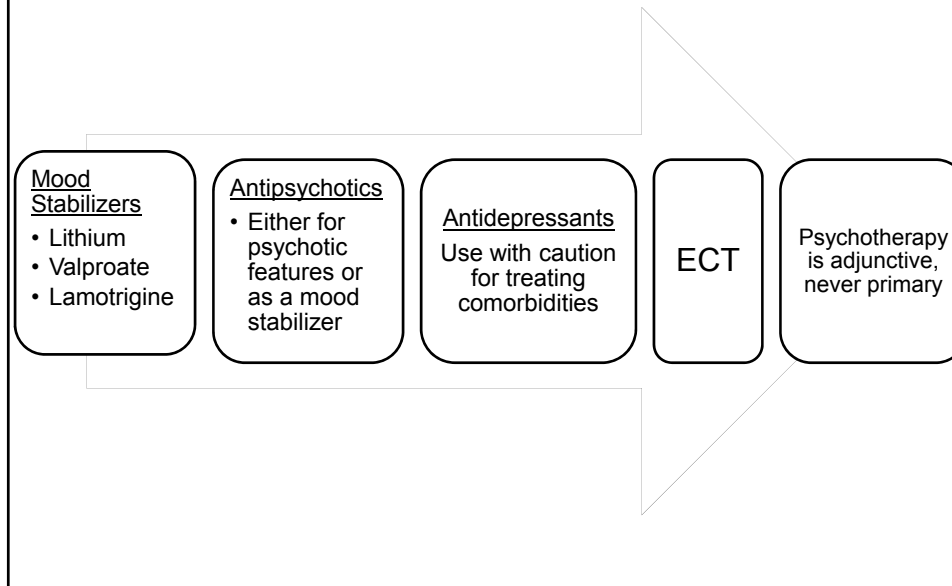 Mood
Stabilizers
• Lithium
• Valproate
• Lamotrigine
Antipsychotics
• Either for
psychotic
features or
as a mood
stabilizer
Antidepressants
Use with caution
for treating
comorbidities
ECT
Psychotherapy
is adjunctive,
never primary